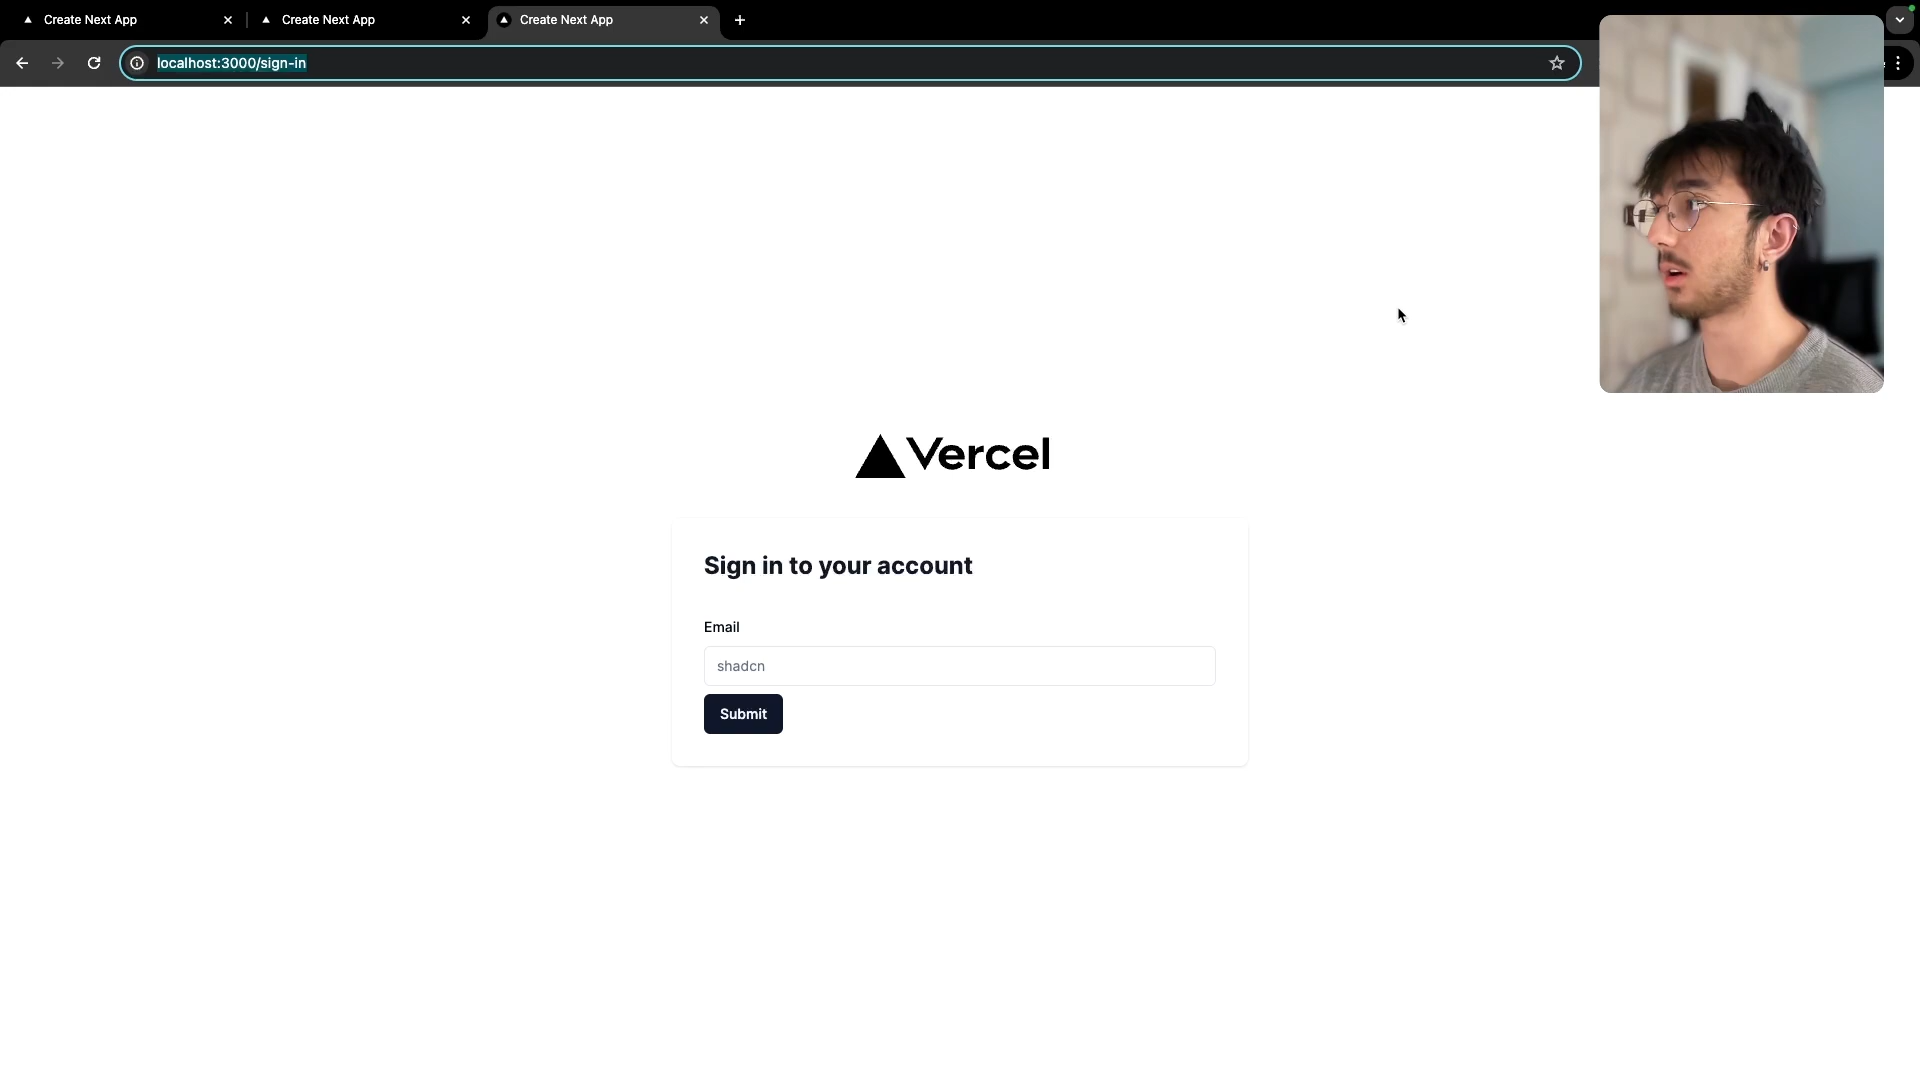 Create Next App
Create Next App
Create Next App
localhost:3000/sign-in
Vercel
Sign in to your account
Email
shadcn
Submit